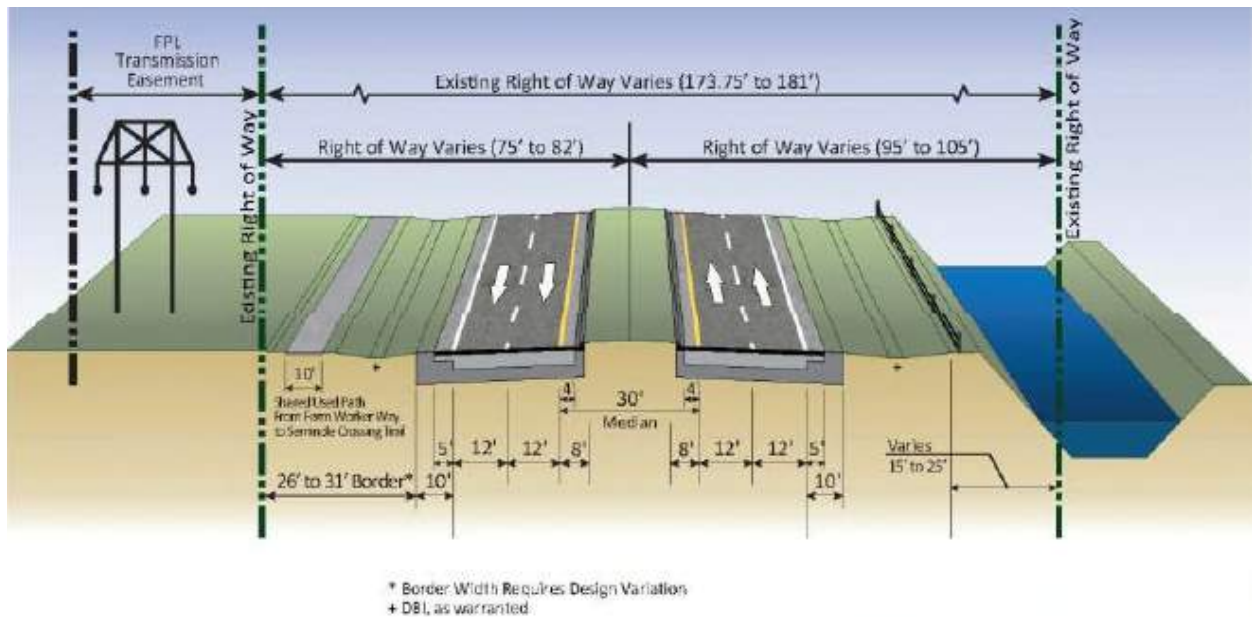 FPL
Transmission
Easement
Existing Right of Way Varies (173.75' to 181')
Right of Way Varies (75' to 82')
Right of Way Varies (95' to 105')
Existing Right of Way
Existing Right of Way
10'
Shared Used Path
From Farm Worker Way
to Seminole Crossing Trail
4
30'
4
Median
5' 12' 12' 8' 8' 12' 12' 5'
Varies
15' to 25'
26' to 31' Border* 10' 10'
+ +
* Border Width Requires Design Variation
+ DBI, as warranted